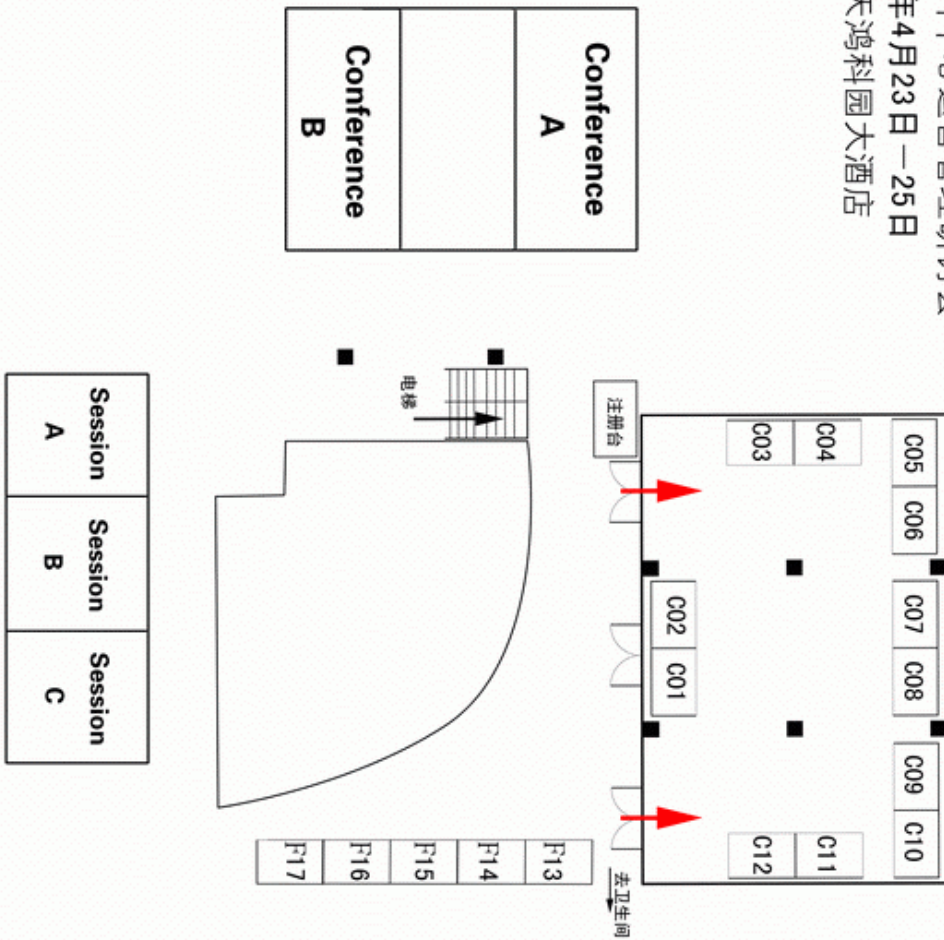 年4月23日—25日
天鸿科园大酒店
C05 C06 C07 C08 C09 C10
C04 C11
C03 C12
C02 C01
注册台
去卫生间
Conference
A
F13
F14
F15
F16
F17
电梯
Conference
B
Session Session Session
A B C